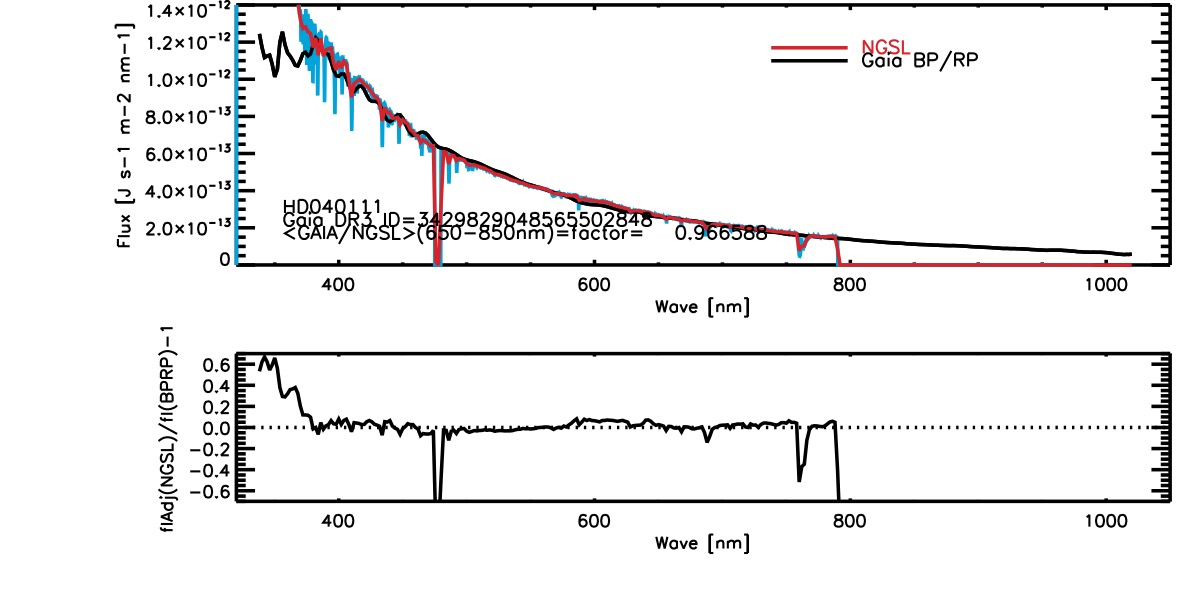 1.4×10−12
1.2×10−12
1.0×10−12
8.0×10−13
6.0×10−13
4.0×10−13
2.0×10−13
0
Flux [J s−1 m−2 nm−1]
NGSL
Gaia BP/RP
HD040111
Gaia DR3 ID=3429829048565502848
<GAIA/NGSL>(650−850nm)=factor= 0.966588
400 600 800 1000
Wave [nm]
0.6
0.4
0.2
0.0
−0.2
−0.4
−0.6
flAdj(NGSL)/fl(BPRP)−1
400 600 800 1000
Wave [nm]